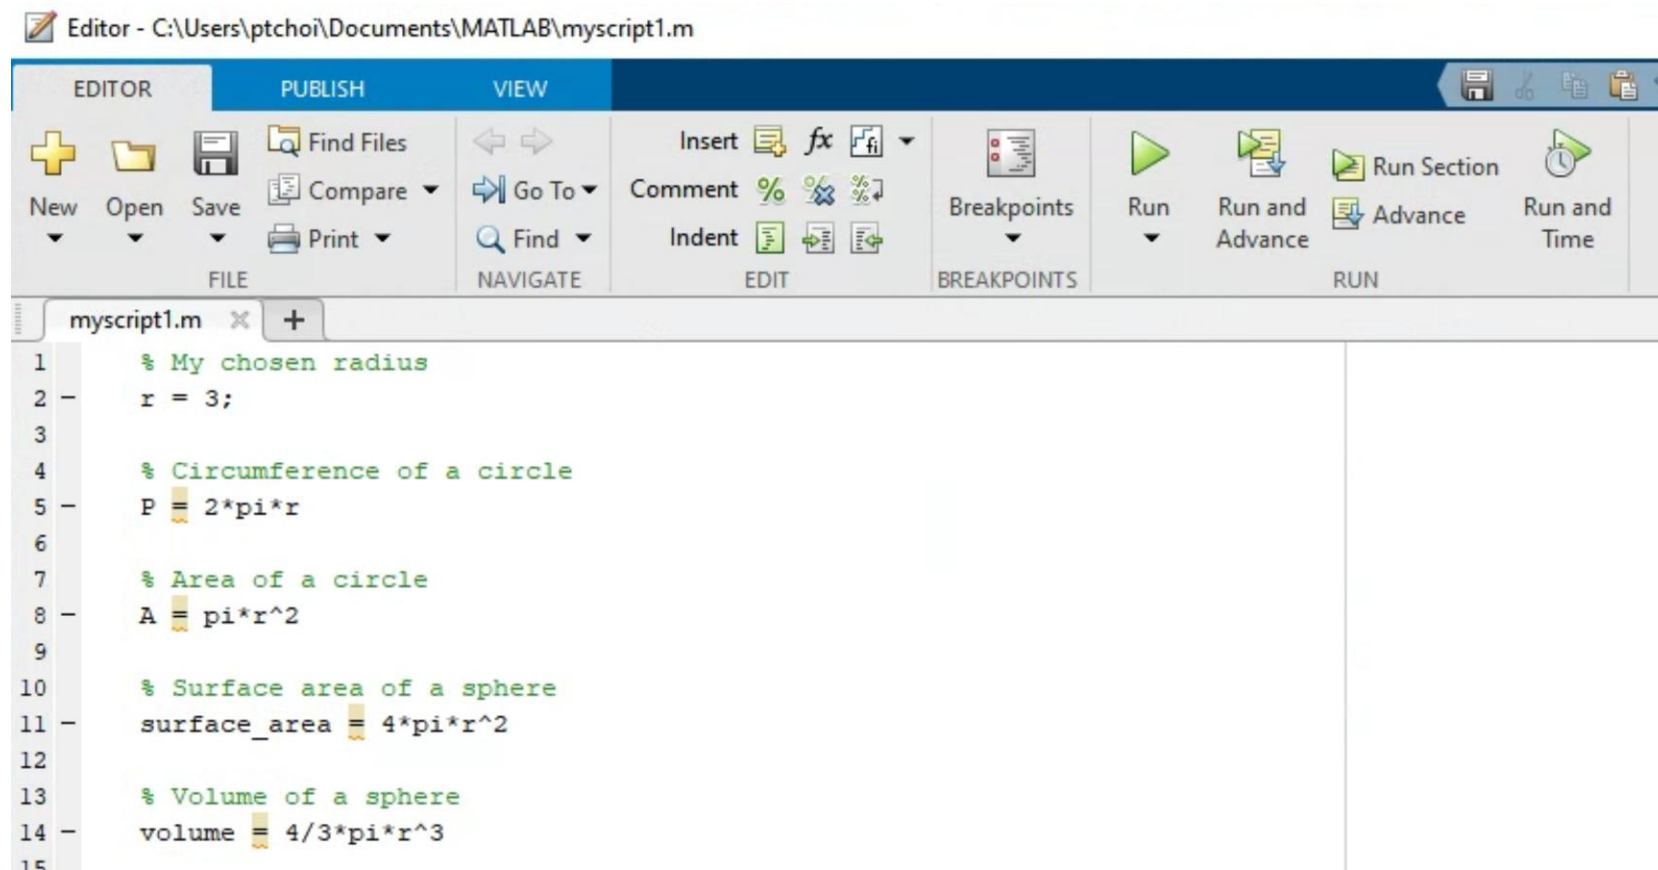 Editor - C:\Users\ptchoi\Documents\MATLAB\myscript1.m
EDITOR PUBLISH VIEW
New Open Save Find Files Compare Print
FILE
Go To Find
NAVIGATE
Insert fx fi
Comment % % %
Indent
EDIT
Breakpoints
BREAKPOINTS
Run Run and Advance Run Section Advance Run and Time
RUN
myscript1.m +
1 % My chosen radius
2 - r = 3;
3
4 % Circumference of a circle
5 - P = 2*pi*r
6
7 % Area of a circle
8 - A = pi*r^2
9
10 % Surface area of a sphere
11 - surface_area = 4*pi*r^2
12
13 % Volume of a sphere
14 - volume = 4/3*pi*r^3
15